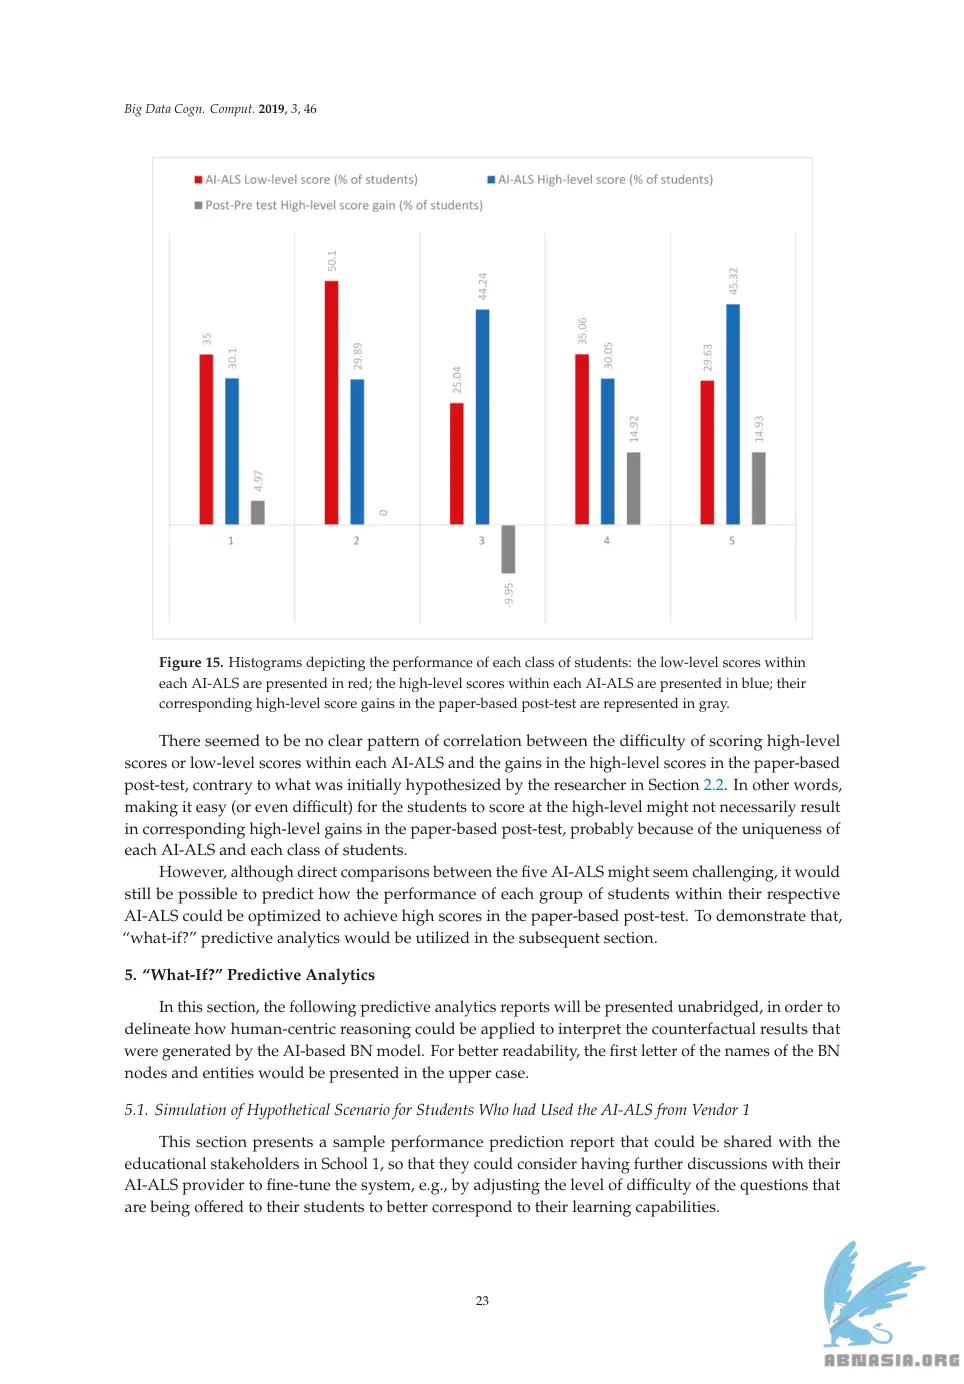 Big Data Cogn. Comput. 2019, 3, 46
AI-ALS Low-level score (% of students)
AI-ALS High-level score (% of students)
Post-Pre test High-level score gain (% of students)
35
30.1
4.97
50.1
29.89
0
25.04
44.24
-9.95
35.06
30.05
14.92
29.63
45.32
14.93
1
2
3
4
5
Figure 15. Histograms depicting the performance of each class of students: the low-level scores within
each AI-ALS are presented in red; the high-level scores within each AI-ALS are presented in blue; their
corresponding high-level score gains in the paper-based post-test are represented in gray.
There seemed to be no clear pattern of correlation between the difficulty of scoring high-level
scores or low-level scores within each AI-ALS and the gains in the high-level scores in the paper-based
post-test, contrary to what was initially hypothesized by the researcher in Section 2.2. In other words,
making it easy (or even difficult) for the students to score at the high-level might not necessarily result
in corresponding high-level gains in the paper-based post-test, probably because of the uniqueness of
each AI-ALS and each class of students.
However, although direct comparisons between the five AI-ALS might seem challenging, it would
still be possible to predict how the performance of each group of students within their respective
AI-ALS could be optimized to achieve high scores in the paper-based post-test. To demonstrate that,
“what-if?” predictive analytics would be utilized in the subsequent section.
5. “What-If?” Predictive Analytics
In this section, the following predictive analytics reports will be presented unabridged, in order to
delineate how human-centric reasoning could be applied to interpret the counterfactual results that
were generated by the AI-based BN model. For better readability, the first letter of the names of the BN
nodes and entities would be presented in the upper case.
5.1. Simulation of Hypothetical Scenario for Students Who had Used the AI-ALS from Vendor 1
This section presents a sample performance prediction report that could be shared with the
educational stakeholders in School 1, so that they could consider having further discussions with their
AI-ALS provider to fine-tune the system, e.g., by adjusting the level of difficulty of the questions that
are being offered to their students to better correspond to their learning capabilities.
23
ABNASIA.ORG